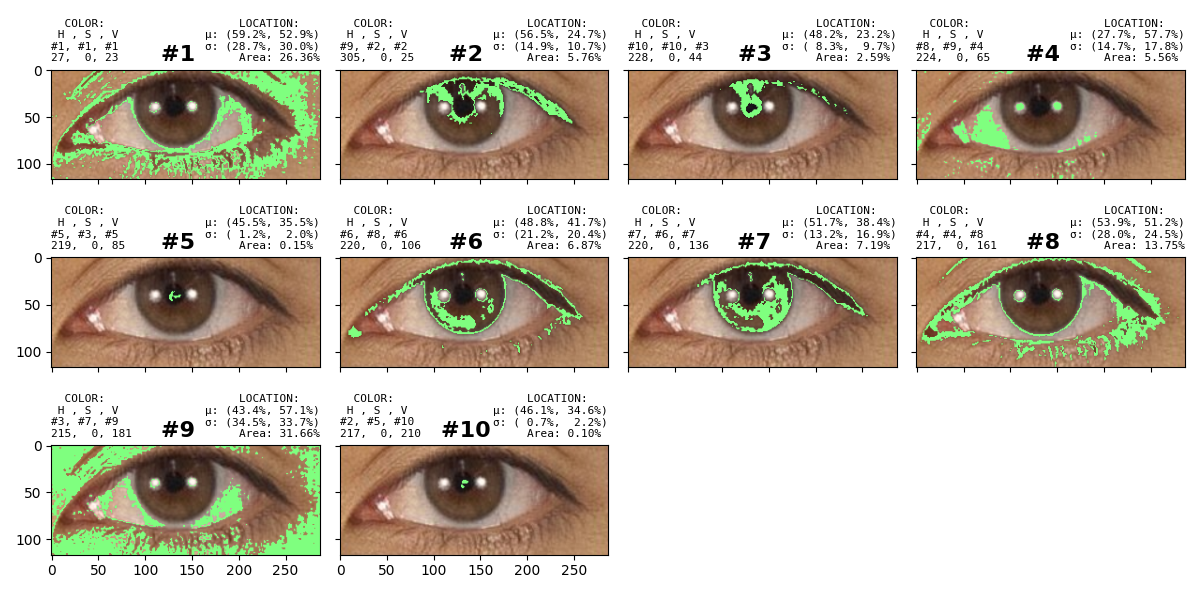 COLOR: LOCATION:
H , S , V μ: (59.2%, 52.9%)
#1, #1, #1 σ: (28.7%, 30.0%)
27,  0, 23 #1 Area: 26.36%
COLOR: LOCATION:
H , S , V μ: (56.5%, 24.7%)
#9, #2, #2 σ: (14.9%, 10.7%)
305,  0, 25 #2 Area: 5.76%
COLOR: LOCATION:
H , S , V μ: (48.2%, 23.2%)
#10, #10, #3 σ: ( 8.3%,  9.7%)
228,  0, 44 #3 Area: 2.59%
COLOR: LOCATION:
H , S , V μ: (27.7%, 57.7%)
#8, #9, #4 σ: (14.7%, 17.8%)
224,  0, 65 #4 Area: 5.56%
0
50
100
COLOR: LOCATION:
H , S , V μ: (45.5%, 35.5%)
#5, #3, #5 σ: ( 1.2%,  2.0%)
219,  0, 85 #5 Area: 0.15%
COLOR: LOCATION:
H , S , V μ: (48.8%, 41.7%)
#6, #8, #6 σ: (21.2%, 20.4%)
220,  0, 106 #6 Area: 6.87%
COLOR: LOCATION:
H , S , V μ: (51.7%, 38.4%)
#7, #6, #7 σ: (13.2%, 16.9%)
220,  0, 136 #7 Area: 7.19%
COLOR: LOCATION:
H , S , V μ: (53.9%, 51.2%)
#4, #4, #8 σ: (28.0%, 24.5%)
217,  0, 161 #8 Area: 13.75%
0
50
100
COLOR: LOCATION:
H , S , V μ: (43.4%, 57.1%)
#3, #7, #9 σ: (34.5%, 33.7%)
215,  0, 181 #9 Area: 31.66%
COLOR: LOCATION:
H , S , V μ: (46.1%, 34.6%)
#2, #5, #10 σ: ( 0.7%,  2.2%)
217,  0, 210 #10 Area: 0.10%
0
50
100
0 50 100 150 200 250
0 50 100 150 200 250